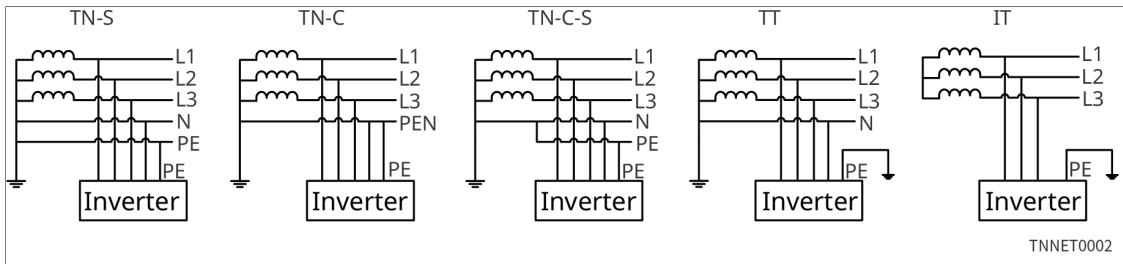 TN-S TN-C TN-C-S TT IT
L1 L1 L1 L1 L1
L2 L2 L2 L2 L2
L3 L3 L3 L3 L3
N PEN N N
PE PE
PE PE PE PE PE
Inverter Inverter Inverter Inverter Inverter
TNNET0002